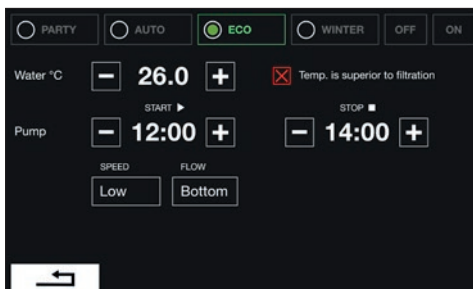 PARTY AUTO ECO WINTER OFF ON
Water °C 26.0 Temp. is superior to filtration
START STOP
Pump 12:00 14:00
SPEED FLOW
Low Bottom